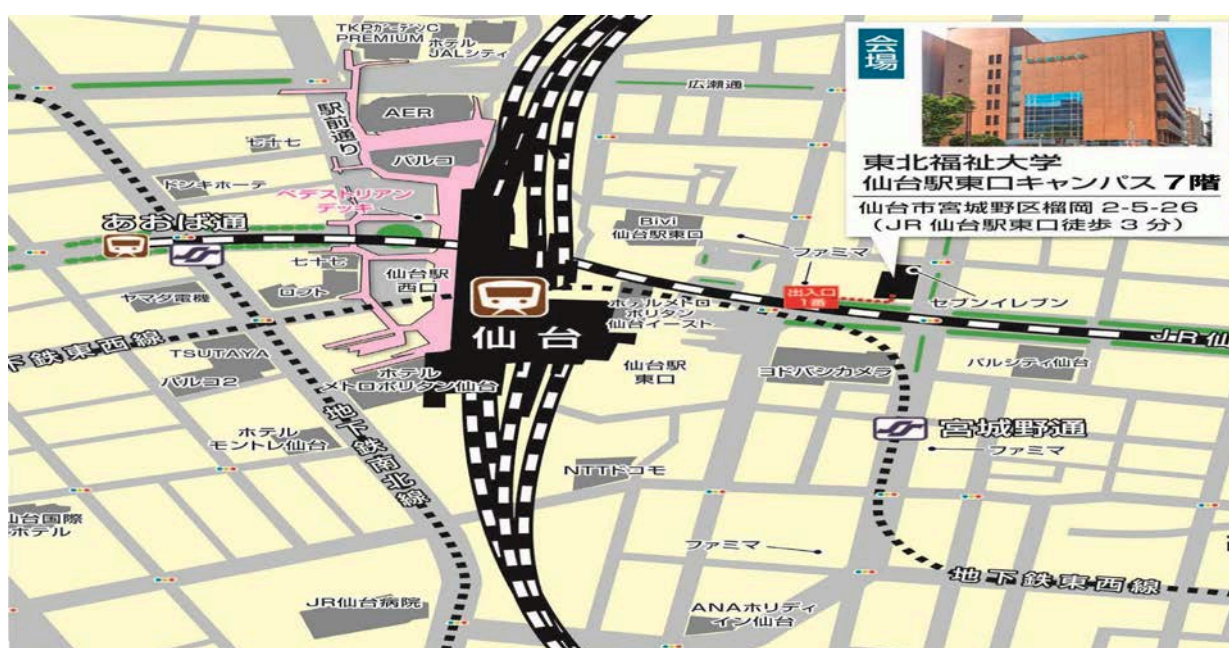 TKPガーデンC
PREMIUM
ホテル
JALシティ
広瀬通
会場
東北福祉大学
仙台駅東口キャンパス 7階
仙台市宮城野区榴岡 2-5-26
(JR 仙台駅東口徒歩 3 分)
駅前通り
AER
パルコ
七十七
ドンキホーテ
ペデストリアン
デッキ
あおば通
Bivi
仙台駅東口
ファミマ
七十七
ロフト
仙台駅
西口
ヤマダ電機
出入口
1番
セブンイレブン
ホテルメトロ
ポリタン
仙台イースト
仙台
JR仙
下鉄東西線
TSUTAYA
パルコ2
ホテル
メトロポリタン仙台
仙台駅
東口
ヨドバシカメラ
パルシティ仙台
地下鉄南北線
ホテル
モントレ仙台
宮城野通
ファミマ
NTTドコモ
山台国際
ホテル
ファミマ
地下鉄東西線
JR仙台病院
ANAホリディ
イン仙台